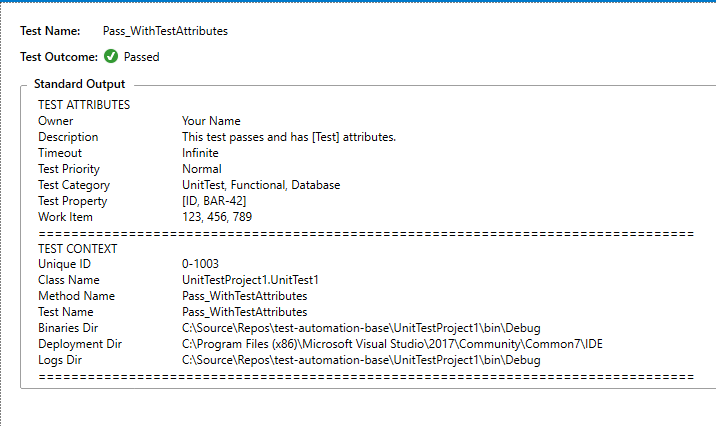 Test Name: Pass_WithTestAttributes
Test Outcome: Passed
Standard Output
TEST ATTRIBUTES
Owner Your Name
Description This test passes and has [Test] attributes.
Timeout Infinite
Test Priority Normal
Test Category UnitTest, Functional, Database
Test Property [ID, BAR-42]
Work Item 123, 456, 789
================================================================================
TEST CONTEXT
Unique ID 0-1003
Class Name UnitTestProject1.UnitTest1
Method Name Pass_WithTestAttributes
Test Name Pass_WithTestAttributes
Binaries Dir C:\Source\Repos\test-automation-base\UnitTestProject1\bin\Debug
Deployment Dir C:\Program Files (x86)\Microsoft Visual Studio\2017\Community\Common7\IDE
Logs Dir C:\Source\Repos\test-automation-base\UnitTestProject1\bin\Debug
================================================================================